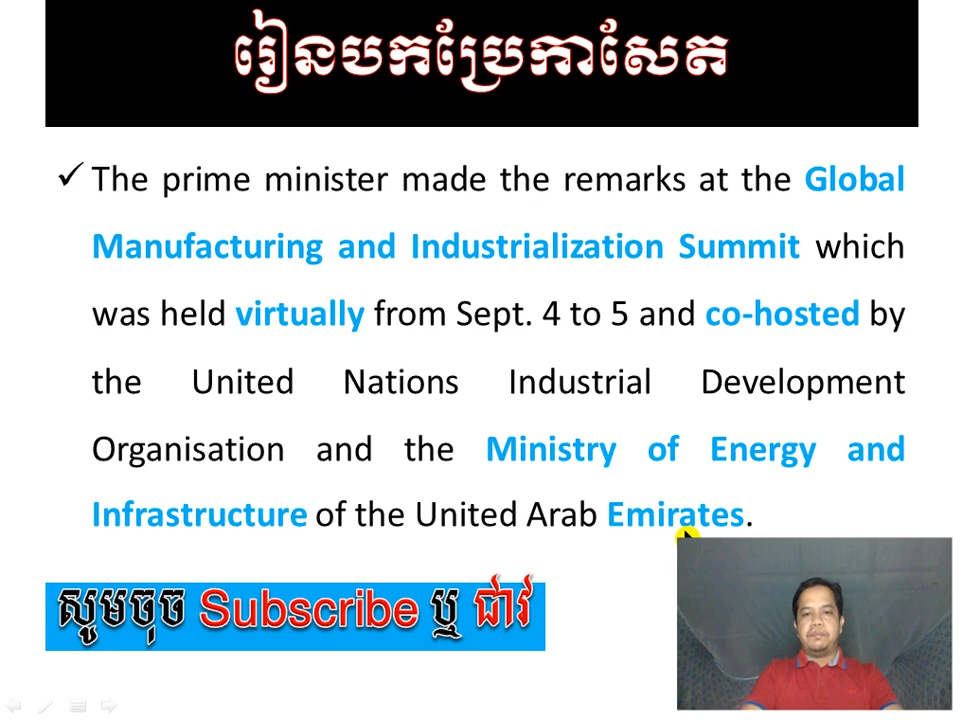 រៀនបកប្រែកាសែត
✓ The prime minister made the remarks at the Global
Manufacturing and Industrialization Summit which
was held virtually from Sept. 4 to 5 and co-hosted by
the United Nations Industrial Development
Organisation and the Ministry of Energy and
Infrastructure of the United Arab Emirates.
សូមចុច Subscribe ឬ ជាវ